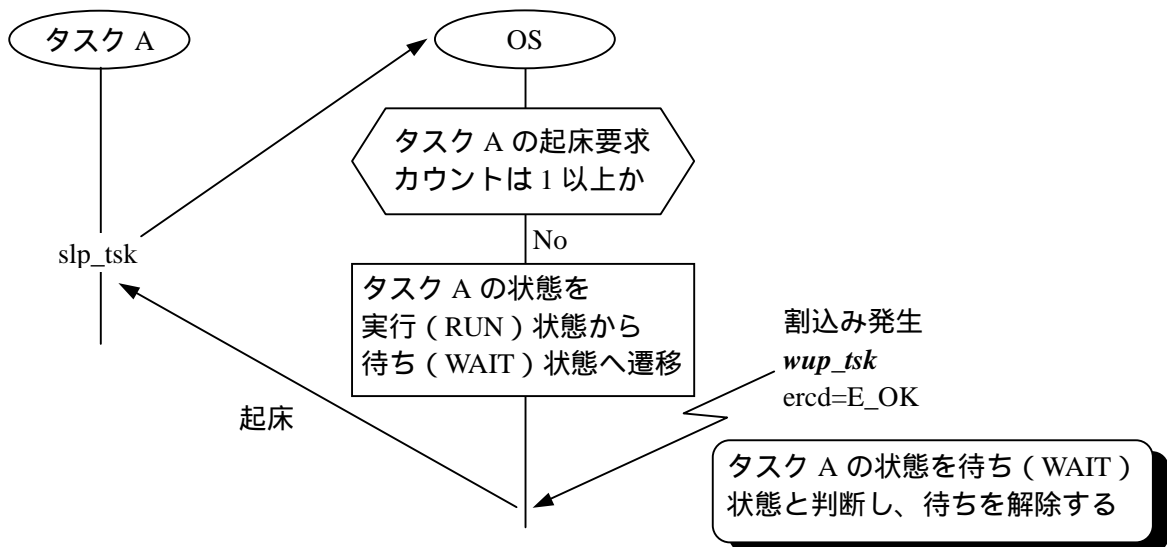 タスク A
OS
タスク A の起床要求
カウントは 1 以上か
No
slp_tsk
タスク A の状態を
実行（RUN）状態から
待ち（WAIT）状態へ遷移
割込み発生
wup_tsk
ercd=E_OK
起床
タスク A の状態を待ち（WAIT）
状態と判断し、待ちを解除する